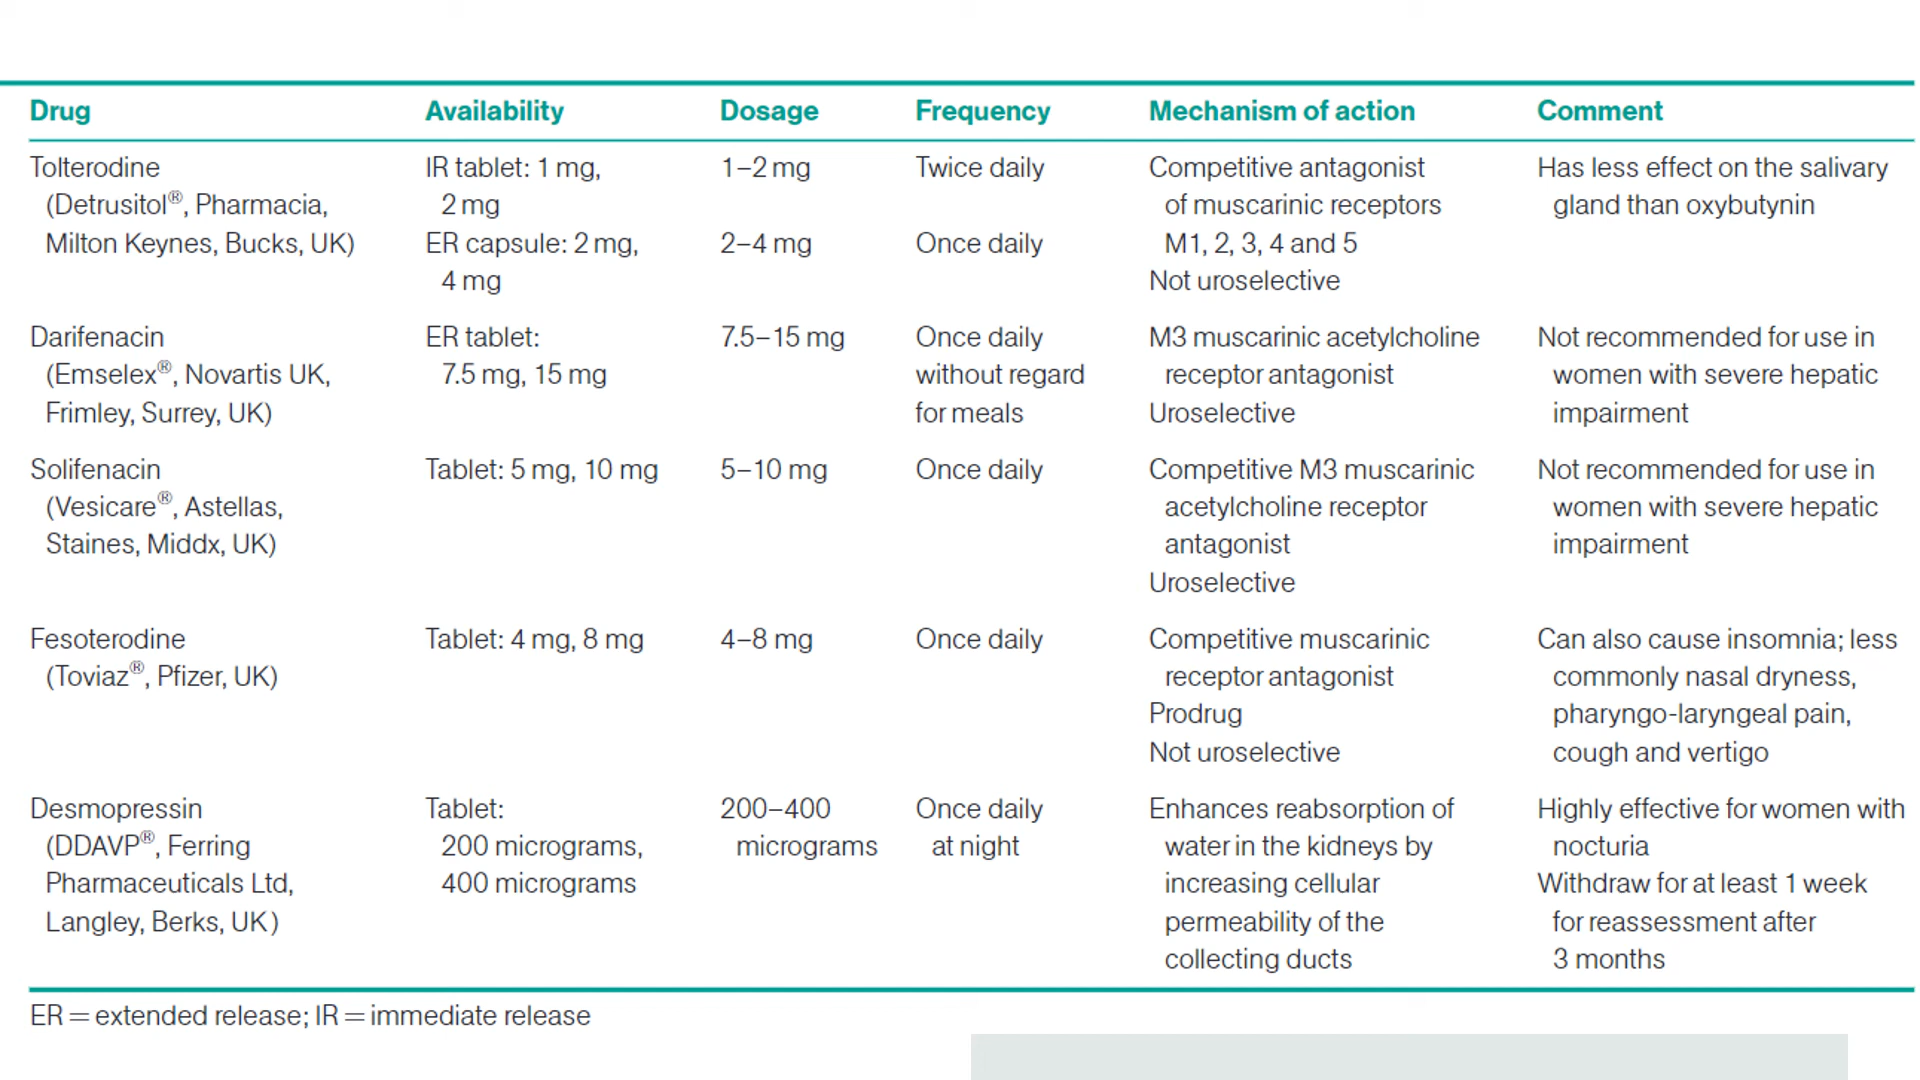 Drug Availability Dosage Frequency Mechanism of action Comment
Tolterodine IR tablet: 1 mg, 1–2 mg Twice daily Competitive antagonist Has less effect on the salivary
(Detrusitol®, Pharmacia, 2 mg of muscarinic receptors gland than oxybutynin
Milton Keynes, Bucks, UK) ER capsule: 2 mg, 2–4 mg Once daily M1, 2, 3, 4 and 5
4 mg Not uroselective
Darifenacin ER tablet: 7.5–15 mg Once daily M3 muscarinic acetylcholine Not recommended for use in
(Emselex®, Novartis UK, 7.5 mg, 15 mg without regard receptor antagonist women with severe hepatic
Frimley, Surrey, UK) for meals Uroselective impairment
Solifenacin Tablet: 5 mg, 10 mg 5–10 mg Once daily Competitive M3 muscarinic Not recommended for use in
(Vesicare®, Astellas, acetylcholine receptor women with severe hepatic
Staines, Middx, UK) antagonist impairment
Uroselective
Fesoterodine Tablet: 4 mg, 8 mg 4–8 mg Once daily Competitive muscarinic Can also cause insomnia; less
(Toviaz®, Pfizer, UK) receptor antagonist commonly nasal dryness,
Prodrug pharyngo-laryngeal pain,
Not uroselective cough and vertigo
Desmopressin Tablet: 200–400 Once daily Enhances reabsorption of Highly effective for women with
(DDAVP®, Ferring 200 micrograms, micrograms at night water in the kidneys by nocturia
Pharmaceuticals Ltd, 400 micrograms increasing cellular Withdraw for at least 1 week
Langley, Berks, UK) permeability of the for reassessment after
collecting ducts 3 months
ER = extended release; IR = immediate release